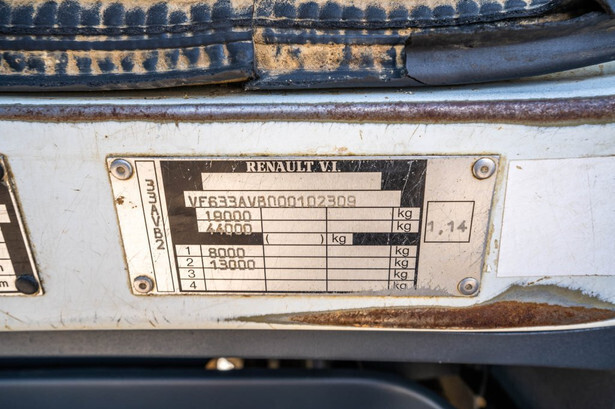 RENAULT V.I.
VF633AVB000102309
19000 kg
44000 ( ) kg kg
1 8000 kg
2 13000 kg
3 kg
4 kg
33AVB2
1,14
m
m